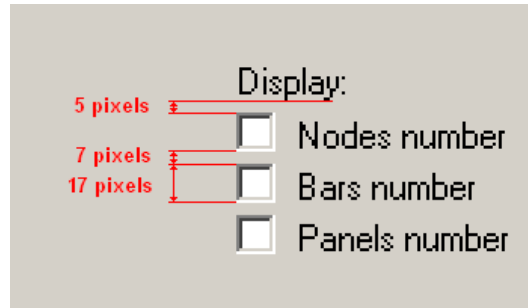 Display:
5 pixels
Nodes number
7 pixels
17 pixels
Bars number
Panels number